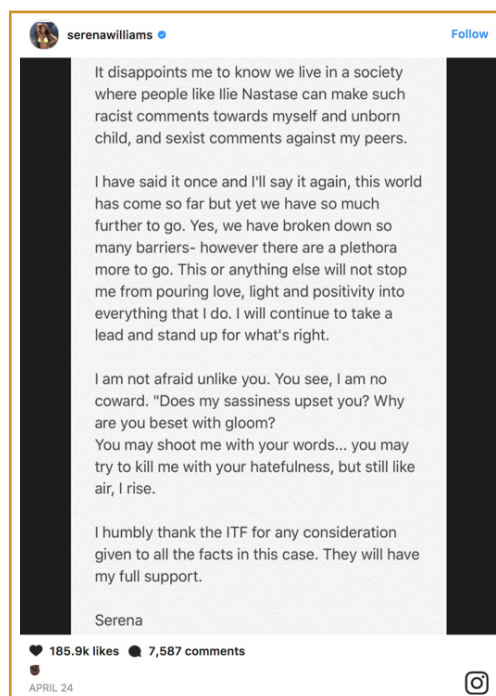 serenawilliams
Follow
It disappoints me to know we live in a society
where people like Ilie Nastase can make such
racist comments towards myself and unborn
child, and sexist comments against my peers.
I have said it once and I'll say it again, this world
has come so far but yet we have so much
further to go. Yes, we have broken down so
many barriers- however there are a plethora
more to go. This or anything else will not stop
me from pouring love, light and positivity into
everything that I do. I will continue to take a
lead and stand up for what's right.
I am not afraid unlike you. You see, I am no
coward. "Does my sassiness upset you? Why
are you beset with gloom?
You may shoot me with your words... you may
try to kill me with your hatefulness, but still like
air, I rise.
I humbly thank the ITF for any consideration
given to all the facts in this case. They will have
my full support.
Serena
185.9k likes 7,587 comments
APRIL 24